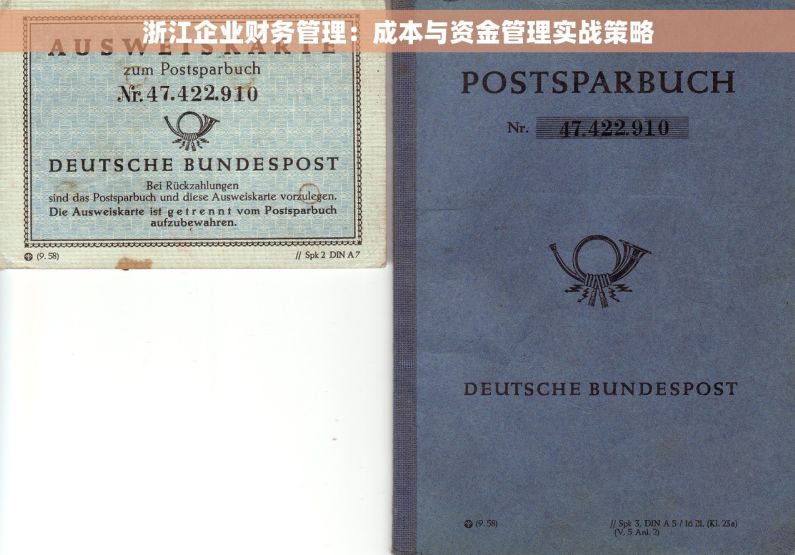 浙江企业财务管理：成本与资金管理实战策略
AUSWEISKARTE
zum Postsparbuch
Nr. 47.422.910
DEUTSCHE BUNDESPOST
Bei Rückzahlungen
sind das Postsparbuch und diese Ausweiskarte vorzulegen.
Die Ausweiskarte ist getrennt vom Postsparbuch
aufzubewahren.
(9. 58)
// Spk 2 DIN A 7
POSTSPARBUCH
Nr. 47.422.910
DEUTSCHE BUNDESPOST
(9. 58)
// Spk 3, DIN A 5 / 16 Bl. (Kl. 23a)
(V. 5 Anl. 2)